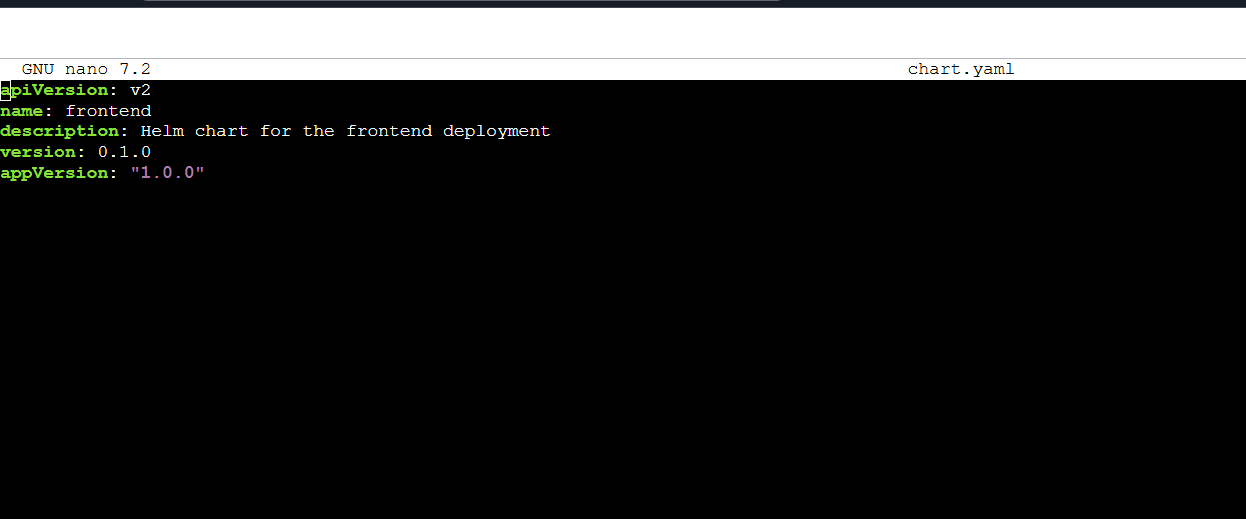 GNU nano 7.2 chart.yaml
apiVersion: v2
name: frontend
description: Helm chart for the frontend deployment
version: 0.1.0
appVersion: "1.0.0"